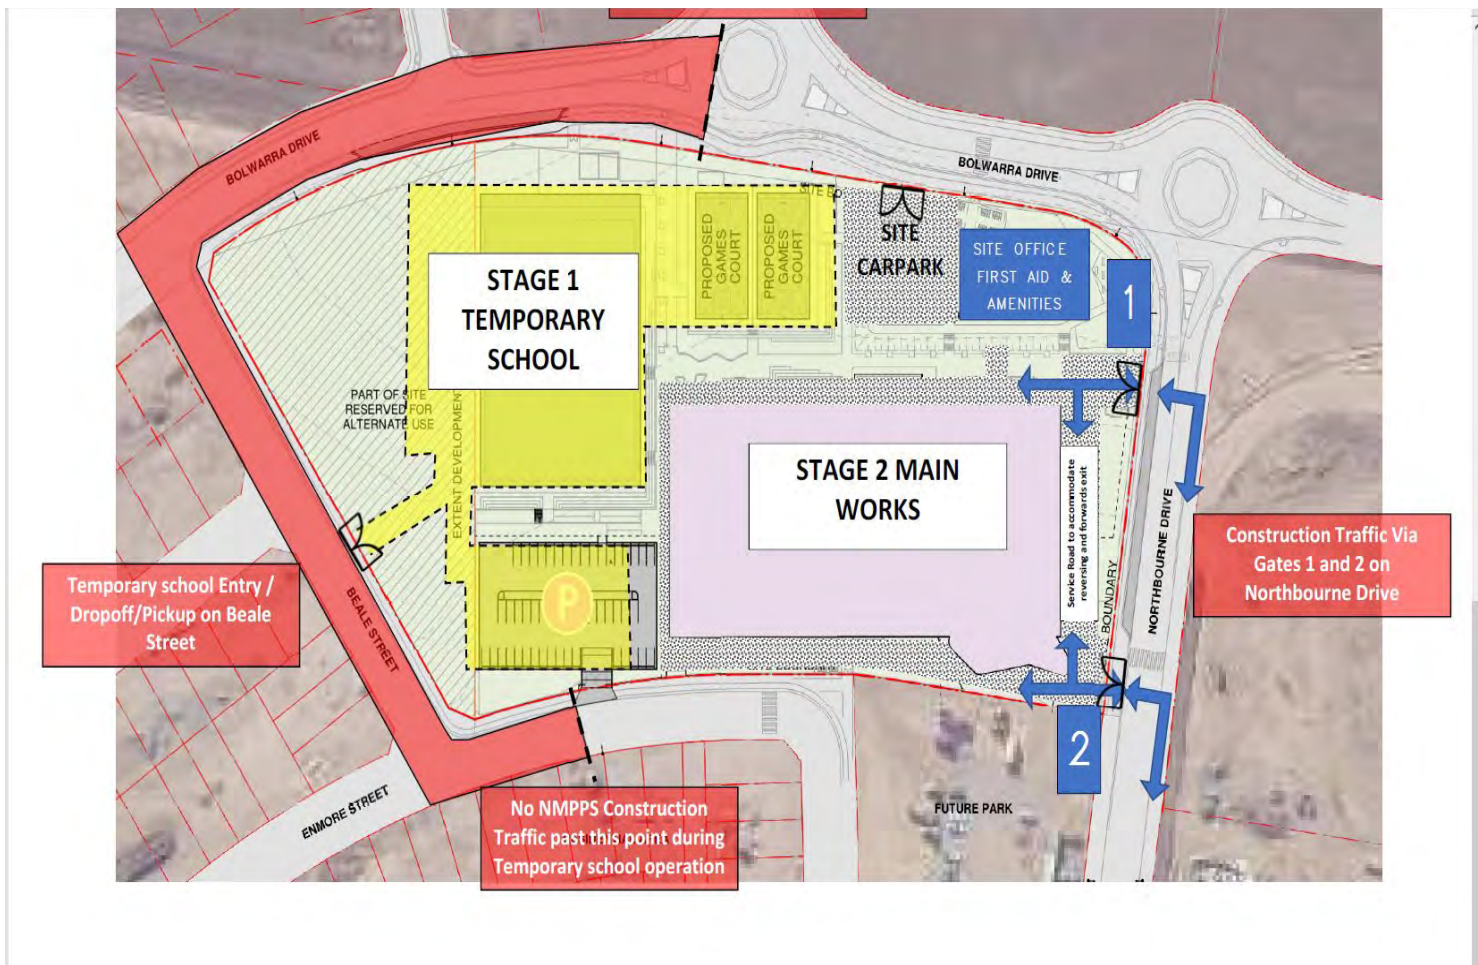 BOLWARRA DRIVE
BOLWARRA DRIVE
SITE BD
SITE
CARPARK
SITE OFFICE
FIRST AID &
AMENITIES
1
PROPOSED
GAMES
COURT
PROPOSED
GAMES
COURT
STAGE 1
TEMPORARY
SCHOOL
PART OF SITE
RESERVED FOR
ALTERNATE USE
EXTENT DEVELOPMENT
STAGE 2 MAIN
WORKS
Service Road to accommodate
reversing and forwards exit
BOUNDARY
NORTHBOURNE DRIVE
Construction Traffic Via
Gates 1 and 2 on
Northbourne Drive
Temporary school Entry /
Dropoff/Pickup on Beale
Street
BEALE STREET
P
2
ENMORE STREET
No NMPPS Construction
Traffic past this point during
Temporary school operation
FUTURE PARK